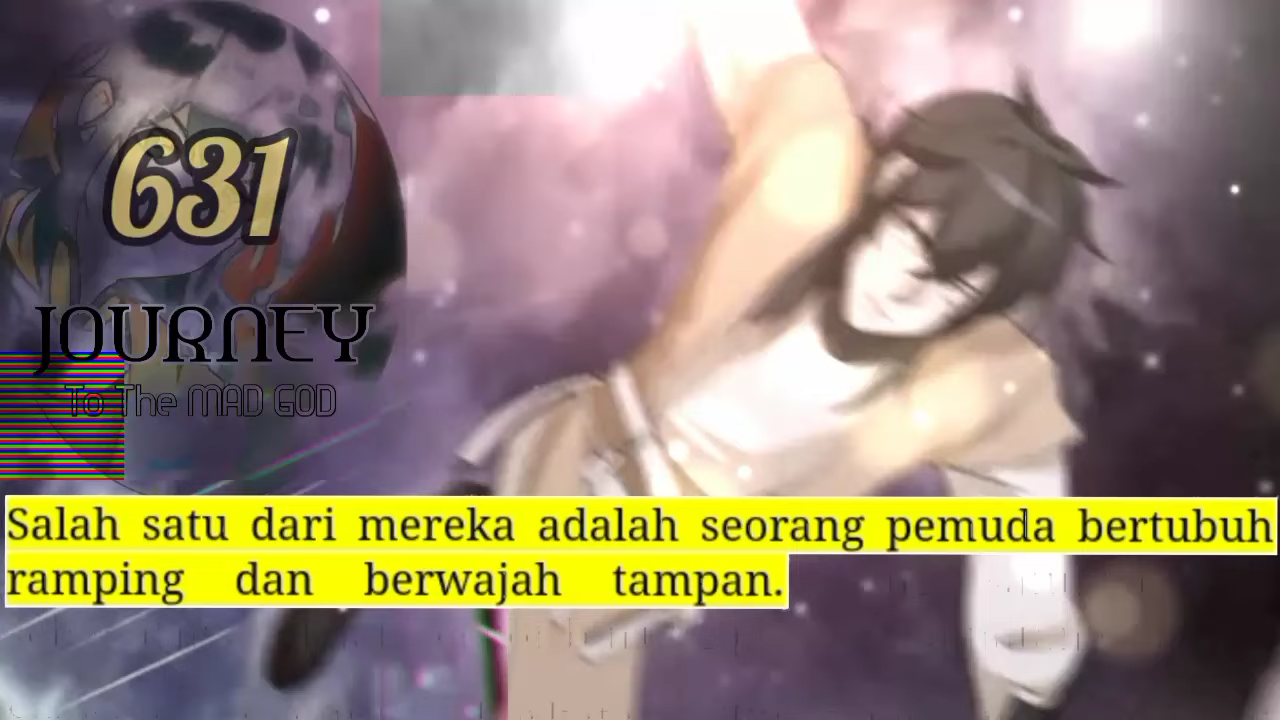 631
JOURNEY
To The MAD GOD
Salah satu dari mereka adalah seorang pemuda bertubuh
ramping dan berwajah tampan.